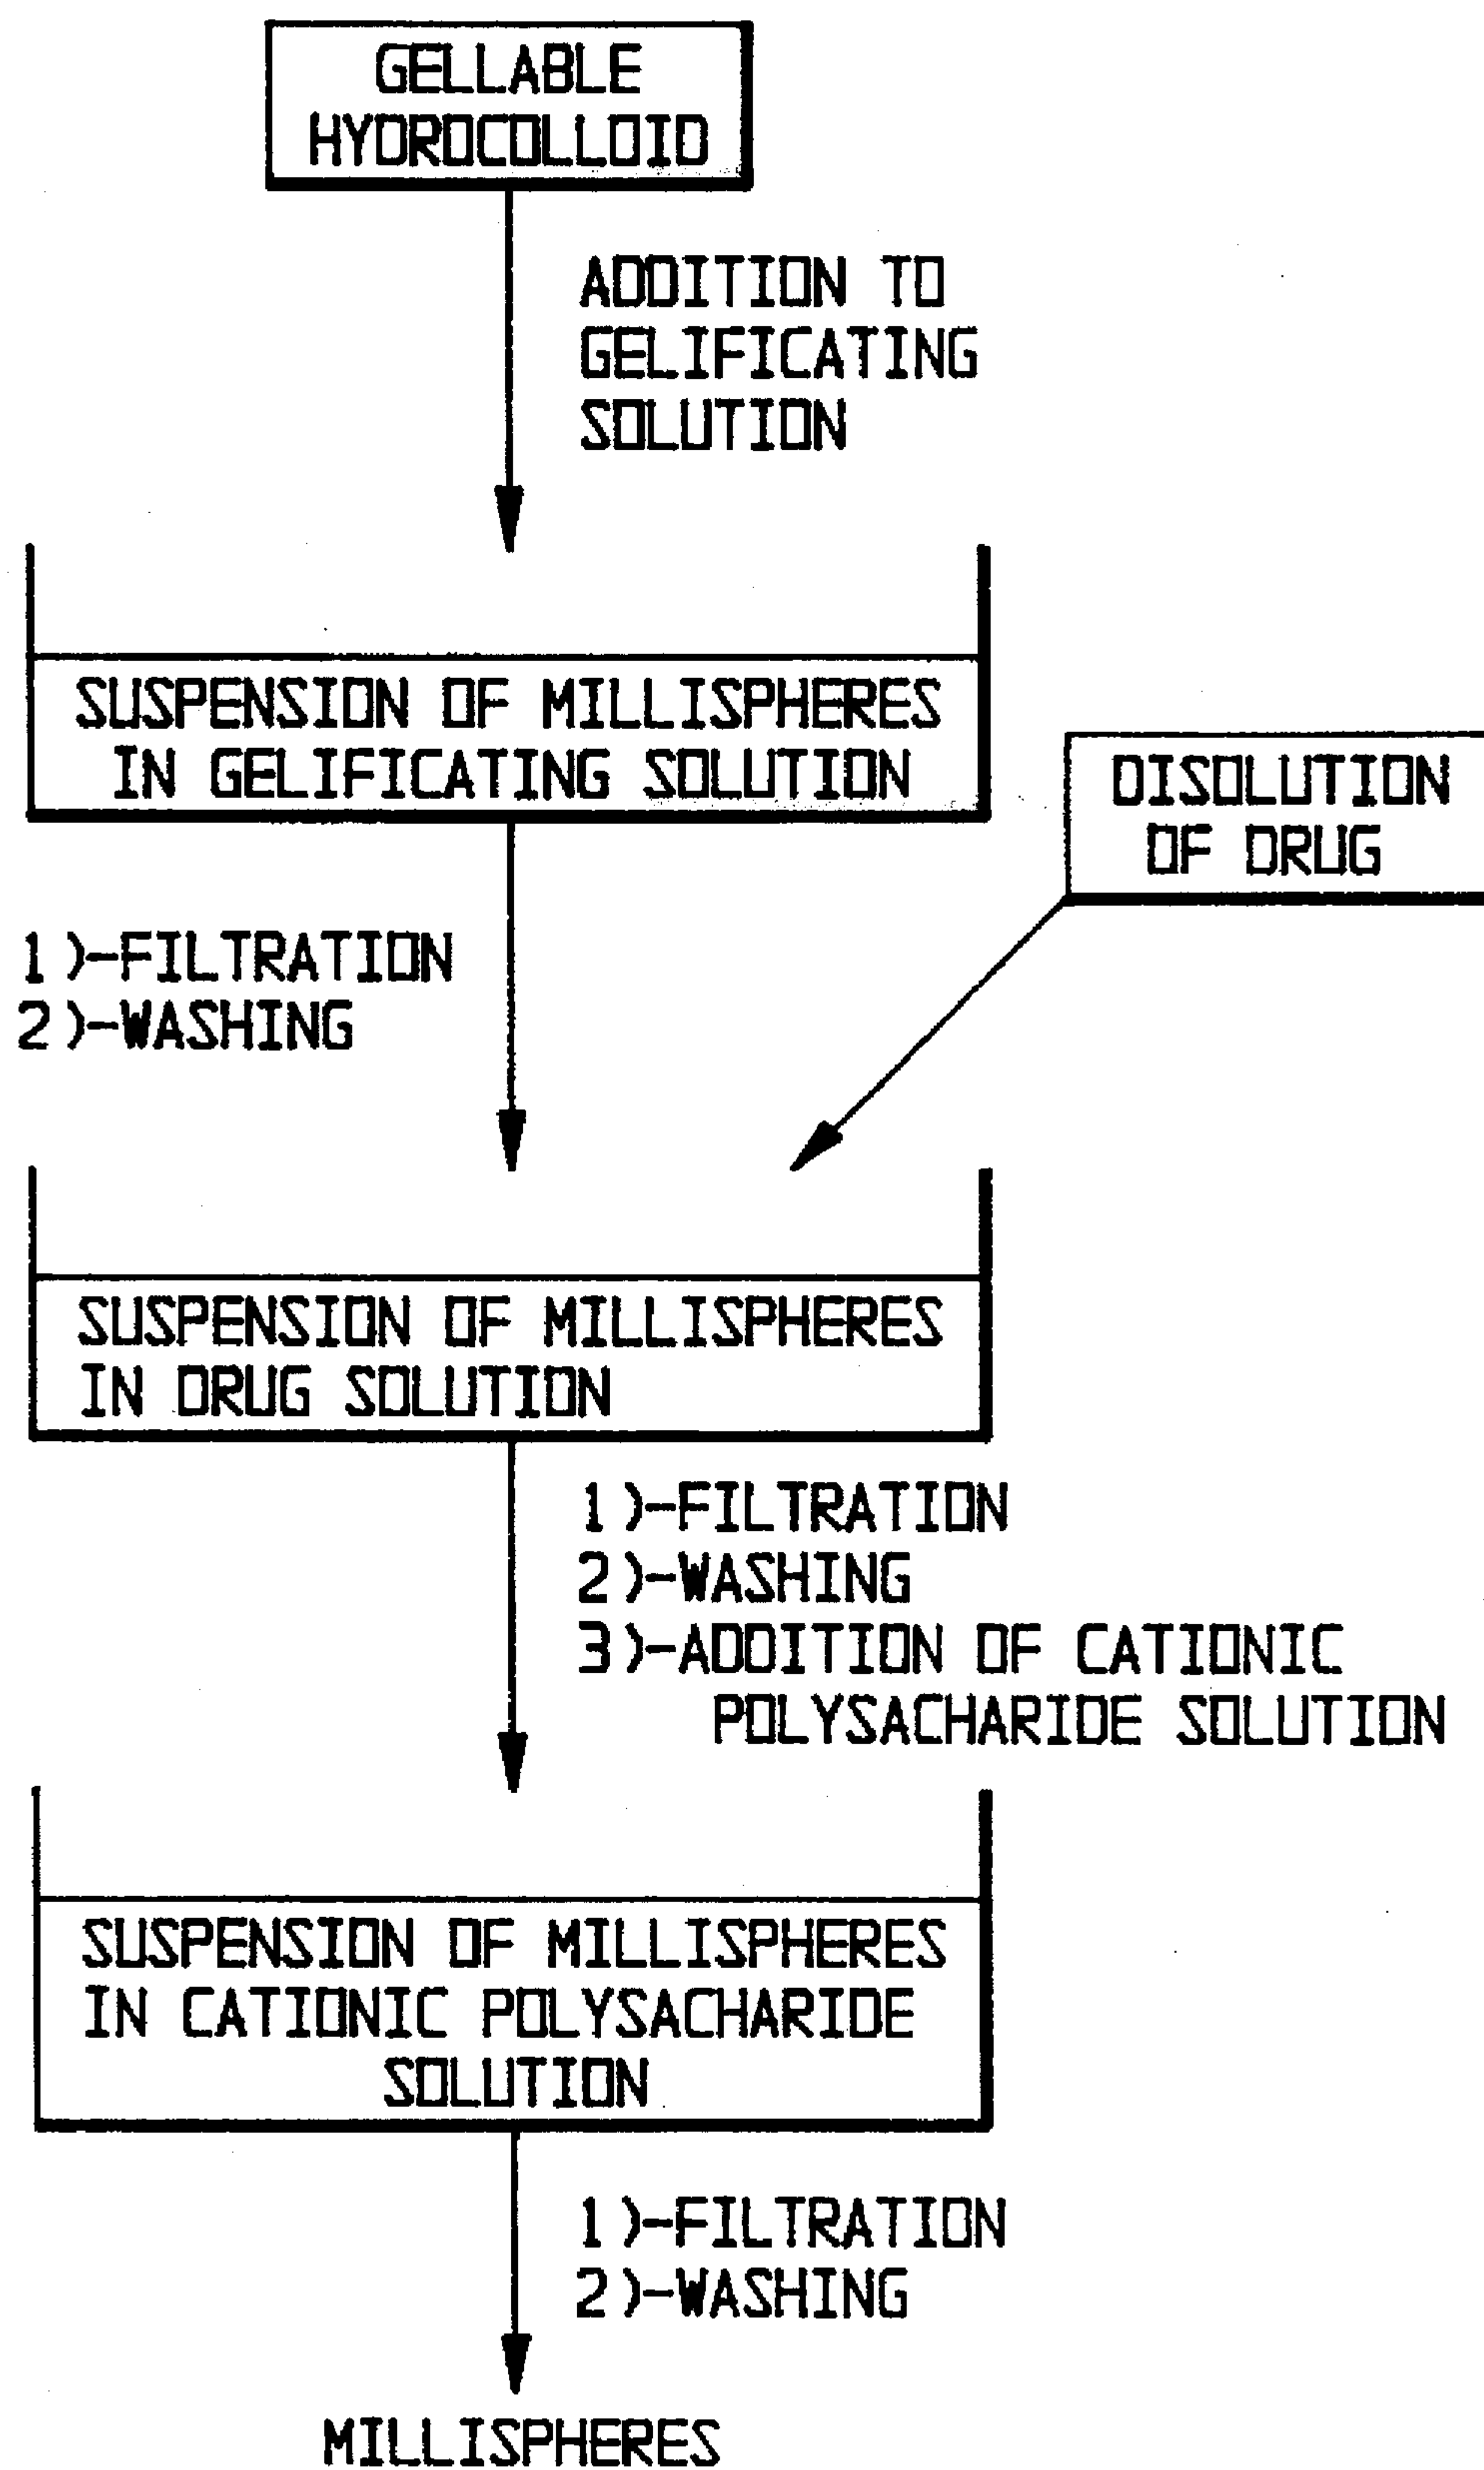 GELLABLE
HYDROCOLLOID
ADDITION TO
GELIFICATING
SOLUTION
SUSPENSION OF MILLISPHERES
IN GELIFICATING SOLUTION
DISOLUTION
OF DRUG
1)-FILTRATION
2)-WASHING
SUSPENSION OF MILLISPHERES
IN DRUG SOLUTION
1)-FILTRATION
2)-WASHING
3)-ADDITION OF CATIONIC
POLYSACHARIDE SOLUTION
SUSPENSION OF MILLISPHERES
IN CATIONIC POLYSACHARIDE
SOLUTION
1)-FILTRATION
2)-WASHING
MILLISPHERES